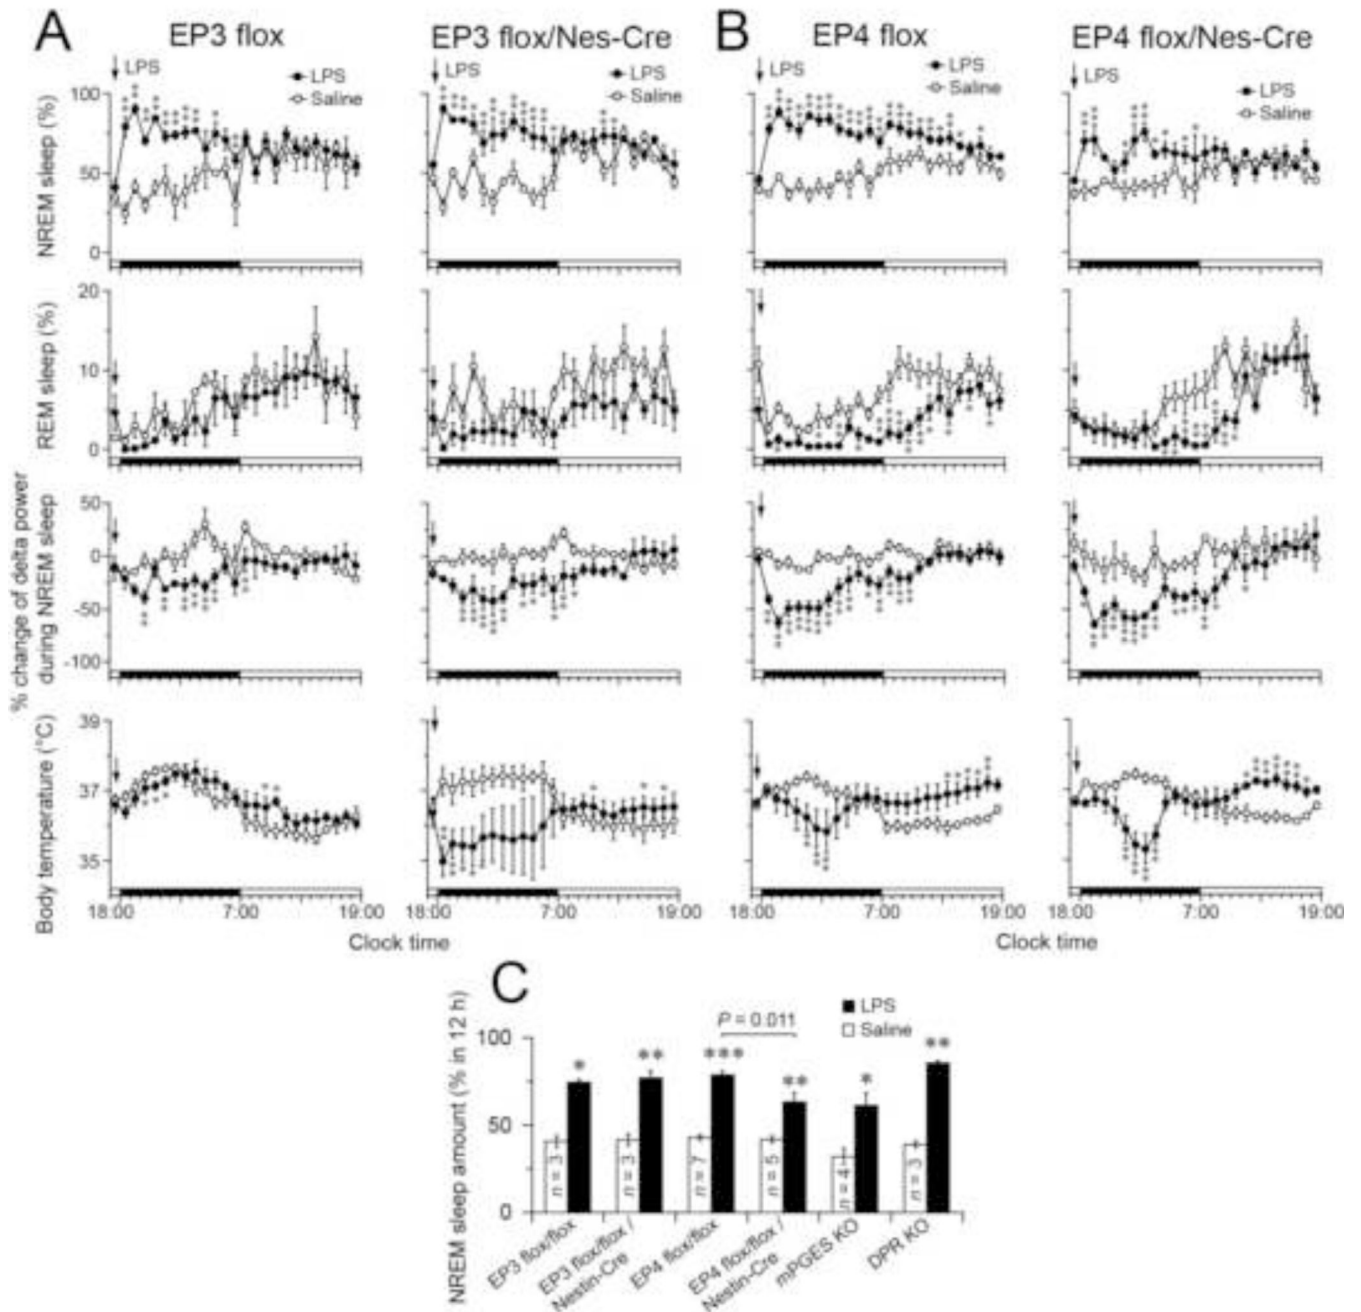 A
EP3 flox
EP3 flox/Nes-Cre
B
EP4 flox
EP4 flox/Nes-Cre
LPS
LPS
Saline
LPS
LPS
Saline
LPS
LPS
Saline
LPS
LPS
Saline
NREM sleep (%)
100
50
0
REM sleep (%)
20
10
0
% change of delta power
during NREM sleep
50
0
-50
-100
Body temperature (°C)
39
37
35
18:00 7:00 19:00
18:00 7:00 19:00
18:00 7:00 19:00
18:00 7:00 19:00
Clock time
Clock time
C
LPS
Saline
P = 0.011
NREM sleep amount (% in 12 h)
100
50
0
* ** *** ** * **
n = 3
n = 3
n = 7
n = 5
n = 4
n = 3
EP3 flox/flox
EP3 flox/flox /
Nestin-Cre
EP4 flox/flox
EP4 flox/flox /
Nestin-Cre
mPGES KO
DPR KO